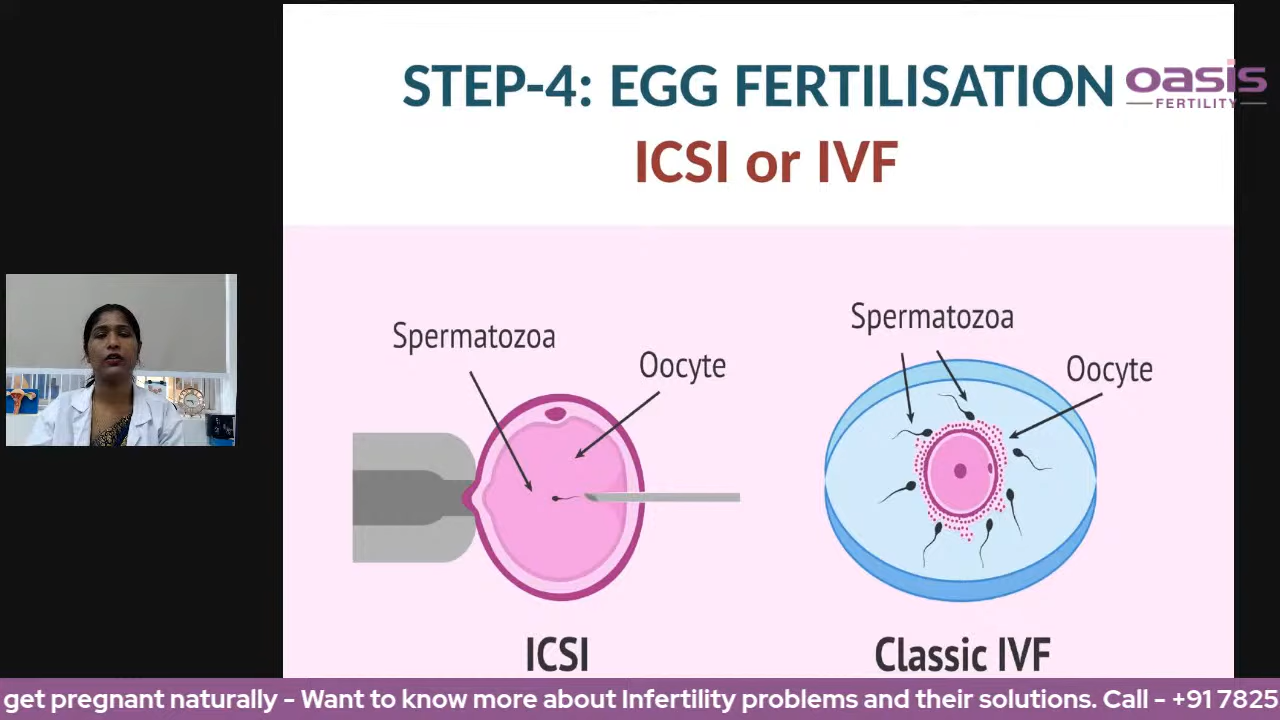 STEP-4: EGG FERTILISATION
oasis
FERTILITY
ICSI or IVF
Spermatozoa
Oocyte
Spermatozoa
Oocyte
ICSI
Classic IVF
get pregnant naturally - Want to know more about Infertility problems and their solutions. Call - +91 7825